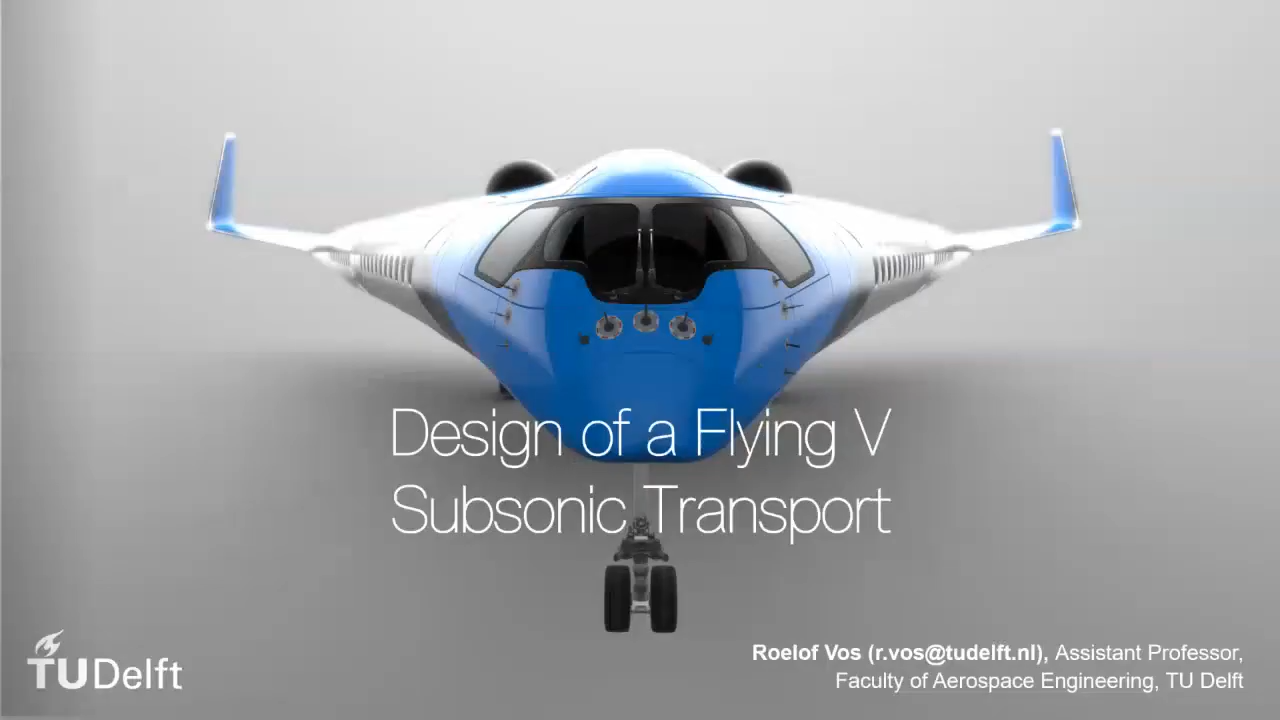 Design of a Flying V
Subsonic Transport
TUDelft
Roelof Vos (r.vos@tudelft.nl), Assistant Professor,
Faculty of Aerospace Engineering, TU Delft